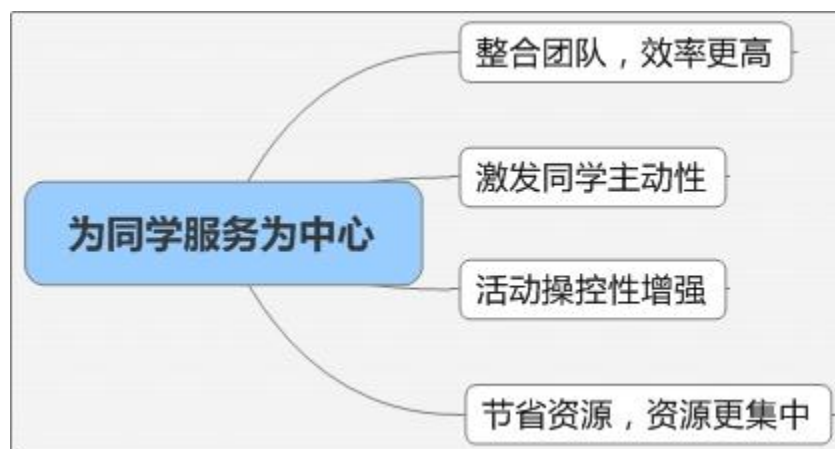 整合团队，效率更高
激发同学主动性
为同学服务为中心
活动操控性增强
节省资源，资源更集中